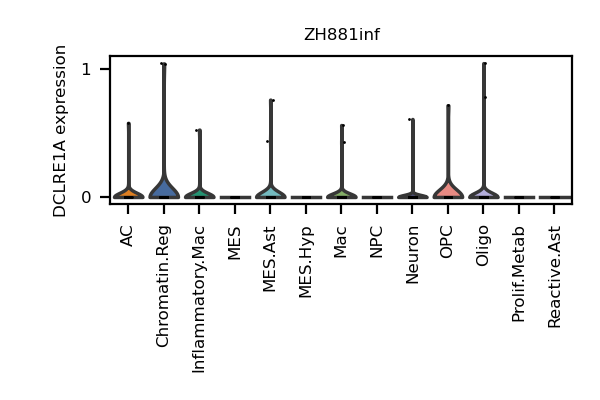 ZH881inf
DCLRE1A expression
1
0
AC
Chromatin.Reg
Inflammatory.Mac
MES
MES.Ast
MES.Hyp
Mac
NPC
Neuron
OPC
Oligo
Prolif.Metab
Reactive.Ast